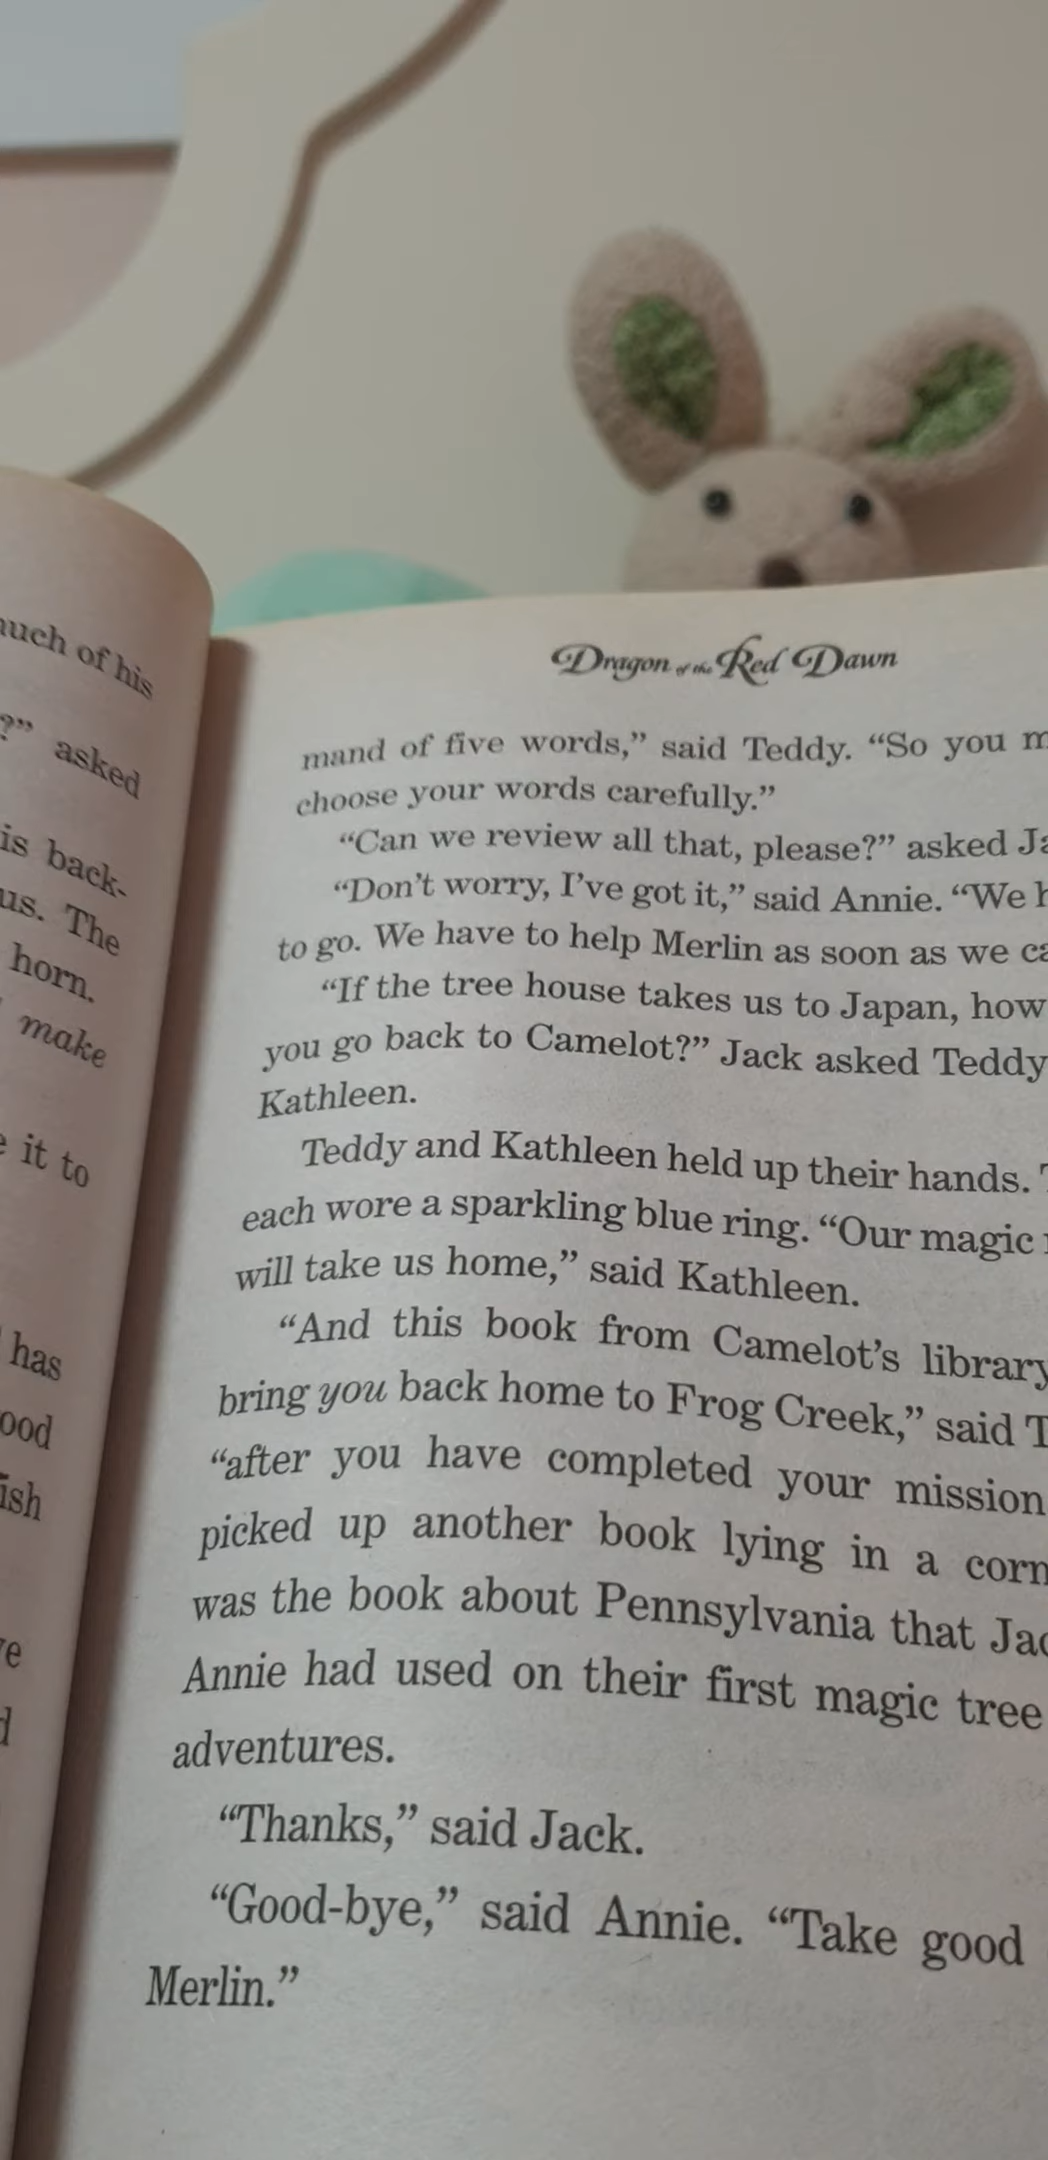 much of his
?” asked
is back-
us. The
horn.
make
it to
has
ood
ish
Dragon of the Red Dawn
mand of five words,” said Teddy. “So you m
choose your words carefully.”
“Can we review all that, please?” asked Ja
“Don’t worry, I’ve got it,” said Annie. “We h
to go. We have to help Merlin as soon as we ca
“If the tree house takes us to Japan, how
you go back to Camelot?” Jack asked Teddy
Kathleen.
Teddy and Kathleen held up their hands. T
each wore a sparkling blue ring. “Our magic r
will take us home,” said Kathleen.
“And this book from Camelot’s library
bring you back home to Frog Creek,” said T
“after you have completed your mission
picked up another book lying in a corn
was the book about Pennsylvania that Jac
Annie had used on their first magic tree
adventures.
“Thanks,” said Jack.
“Good-bye,” said Annie. “Take good
Merlin.”